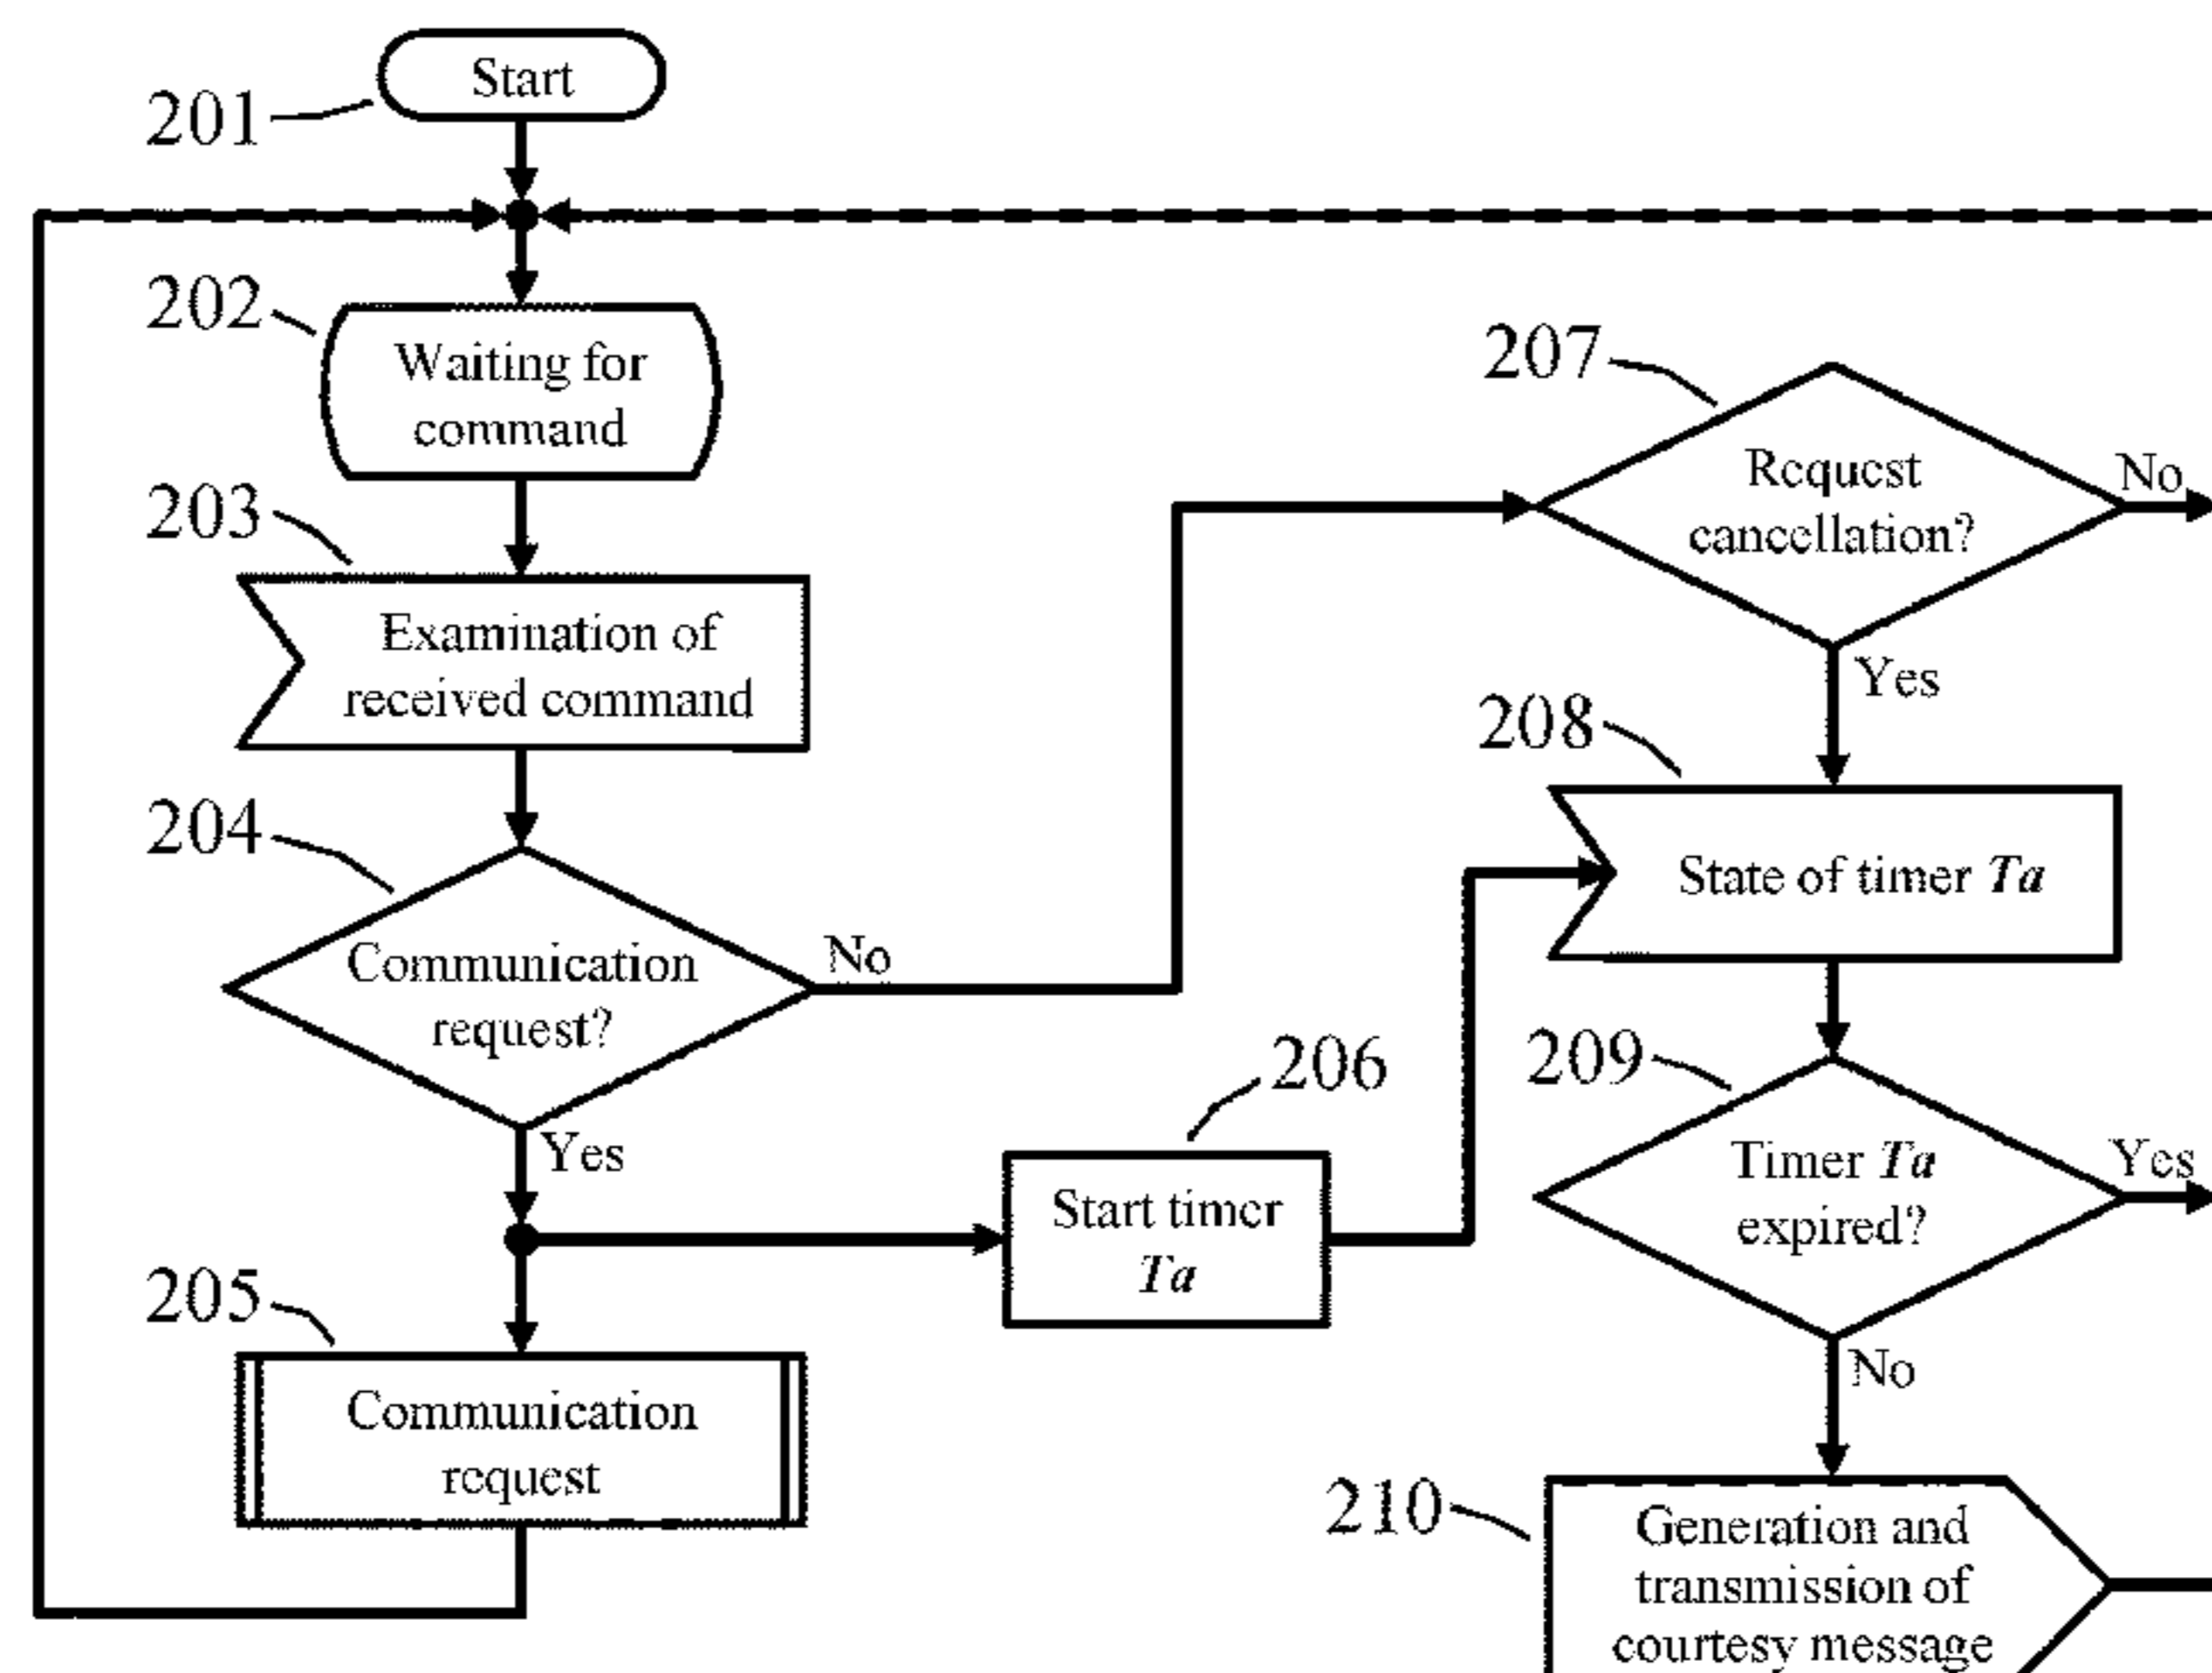 201
Start
202
Waiting for
command
203
Examination of
received command
204
Communication
request?
No
Yes
205
Communication
request
206
Start timer
Ta
207
Request
cancellation?
No
Yes
208
State of timer Ta
209
Timer Ta
expired?
Yes
No
210
Generation and
transmission of
courtesy message